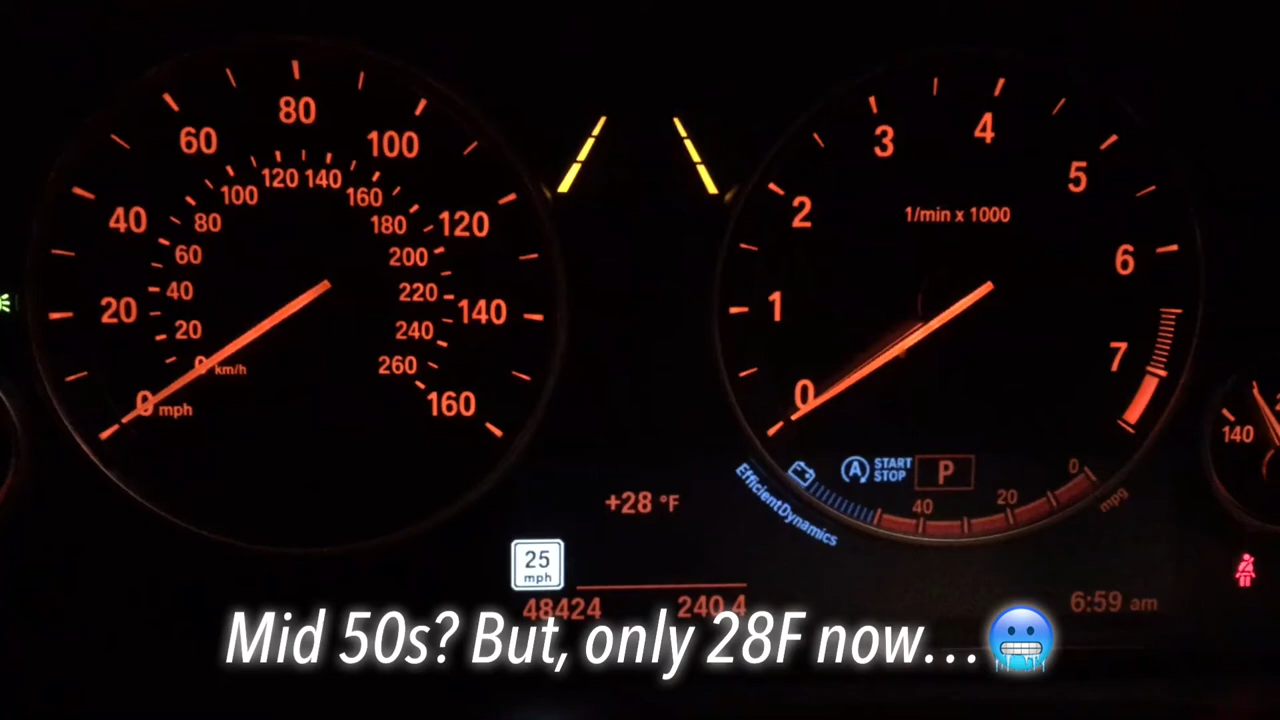 80
60
100
40
120
20
140
0 mph
160
120 140
100
160
80
180
60
200
40
220
20
240
0 km/h
260
3
4
2
5
1/min x 1000
1
6
7
0
EfficientDynamics
A START
STOP
P
40
20
0
mpg
140
+28 °F
25
mph
48424
240.4
6:59 am
Mid 50s? But, only 28F now…🥶